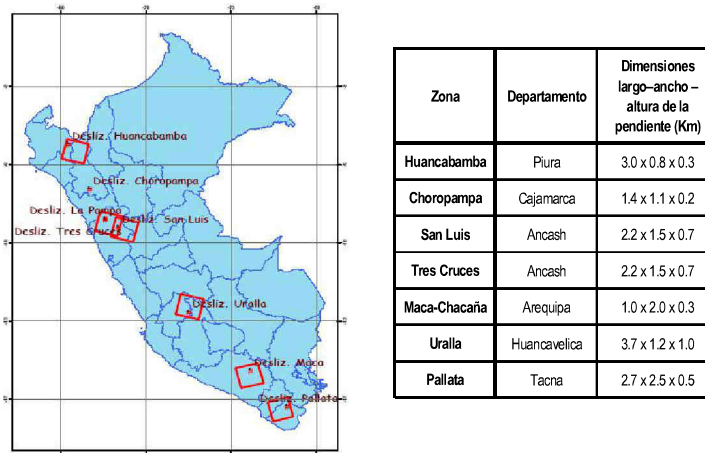 Desliz. Huancabamba
Desliz. Choropampa
Desliz. La Pampa
Desliz. San Luis
Desliz. Tres Cruces
Desliz. Uralla
Desliz. Maca
Desliz. Pallata
Zona Departamento Dimensiones
largo–ancho –
altura de la
pendiente (Km)
Huancabamba Piura 3.0 x 0.8 x 0.3
Choropampa Cajamarca 1.4 x 1.1 x 0.2
San Luis Ancash 2.2 x 1.5 x 0.7
Tres Cruces Ancash 2.2 x 1.5 x 0.7
Maca-Chacaña Arequipa 1.0 x 2.0 x 0.3
Uralla Huancavelica 3.7 x 1.2 x 1.0
Pallata Tacna 2.7 x 2.5 x 0.5